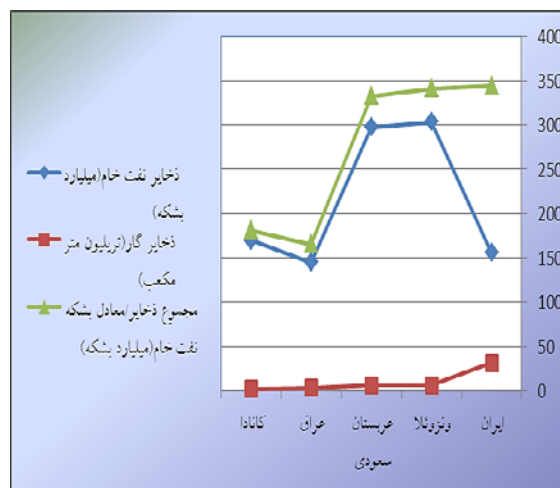 400
350
300
250
200
150
100
50
0
ذخایر نفت خام(میلیارد
بشکه)
ذخایر گاز(تریلیون متر
مکعب)
مجموع ذخایر/معادل بشکه
نفت خام(میلیارد بشکه)
ایران
ونزوئلا
عربستان
سعودی
عراق
کانادا